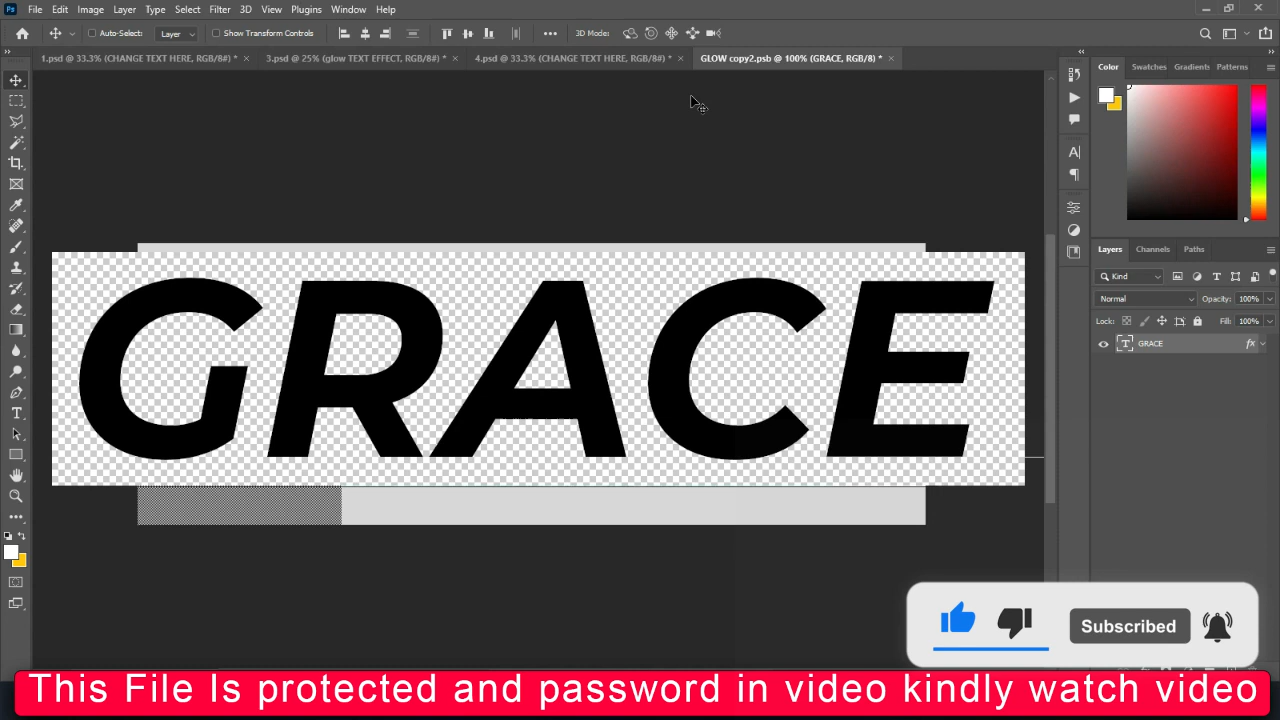 Ps File Edit Image Layer Type Select Filter 3D View Plugins Window Help
Auto-Select: Layer Show Transform Controls 3D Mode:
1.psd @ 33.3% (CHANGE TEXT HERE, RGB/8#) * × 3.psd @ 25% (glow TEXT EFFECT, RGB/8#) * × 4.psd @ 33.3% (CHANGE TEXT HERE, RGB/8#) * × GLOW copy2.psb @ 100% (GRACE, RGB/8) * ×
Color Swatches Gradients Patterns
GRACE
Layers Channels Paths
Kind
Normal Opacity: 100%
Lock: Fill: 100%
GRACE fx
Subscribed
This File Is protected and password in video kindly watch video